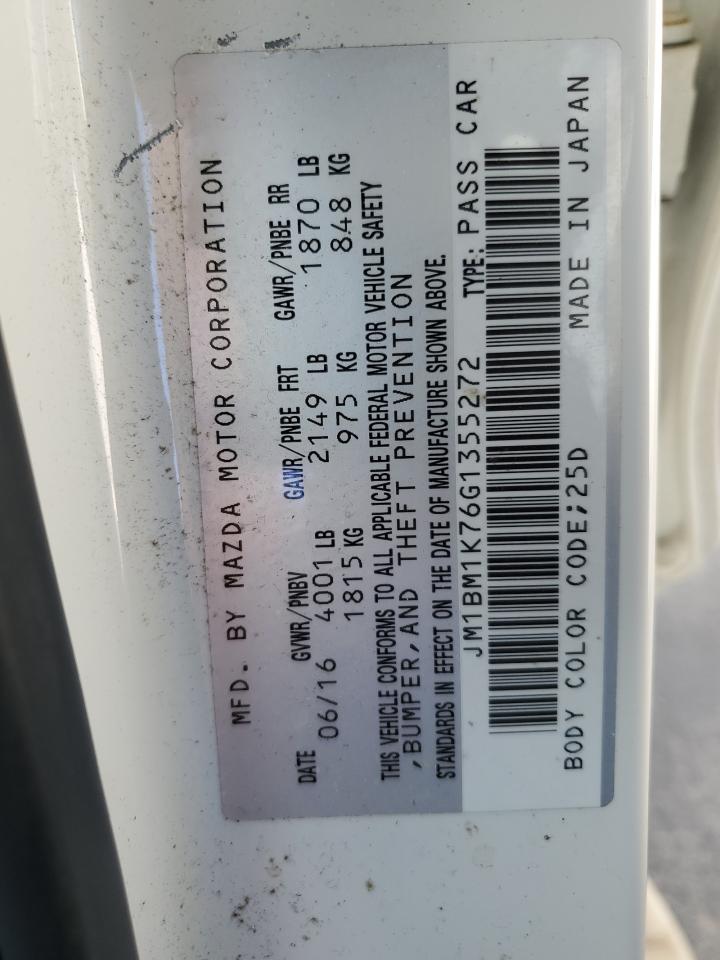 MFD. BY MAZDA MOTOR CORPORATION
DATE GVWR/PNBV GAWR/PNBE FRT GAWR/PNBE RR
06/16 4001 LB 2149 LB 1870 LB
1815 KG 975 KG 848 KG
THIS VEHICLE CONFORMS TO ALL APPLICABLE FEDERAL MOTOR VEHICLE SAFETY
,BUMPER,AND THEFT PREVENTION
STANDARDS IN EFFECT ON THE DATE OF MANUFACTURE SHOWN ABOVE.
JM1BM1K76G1355272 TYPE: PASS CAR
BODY COLOR CODE;25D MADE IN JAPAN